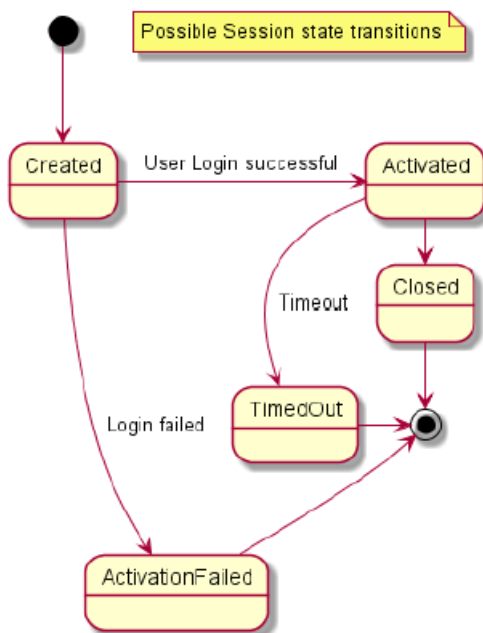 Possible Session state transitions
Created
User Login successful
Activated
Closed
Timeout
TimedOut
Login failed
ActivationFailed